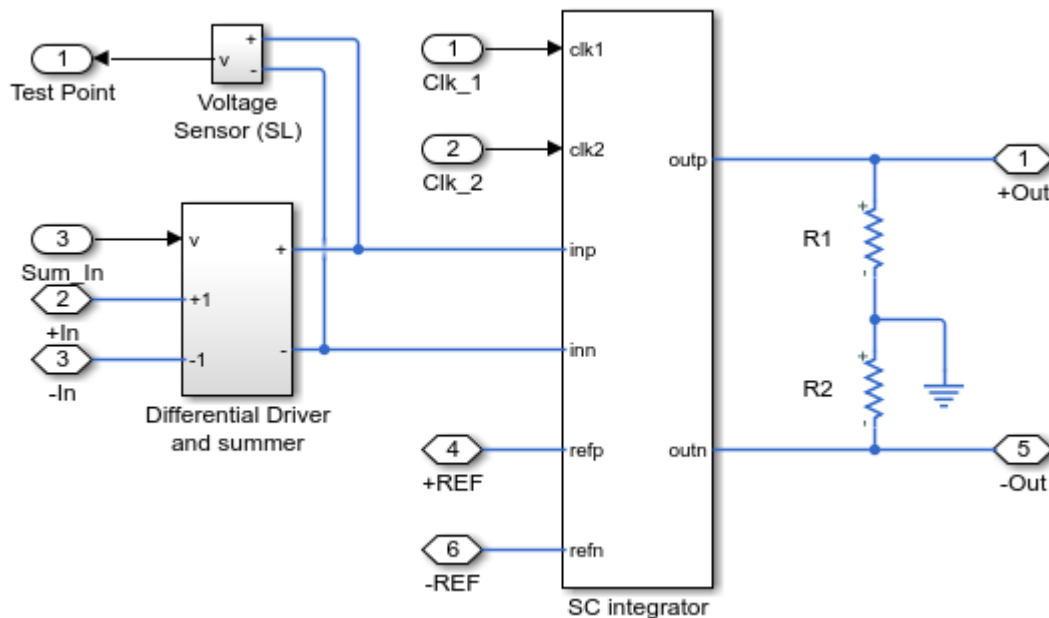 1
Test Point
+
v
-
Voltage
Sensor (SL)
3
Sum_In
2
+In
3
-In
v
+1
-1
+
-
Differential Driver
and summer
1
Clk_1
2
Clk_2
4
+REF
6
-REF
clk1
clk2
inp
inn
refp
refn
outp
outn
SC integrator
+
R1
-
+
R2
-
1
+Out
5
-Out